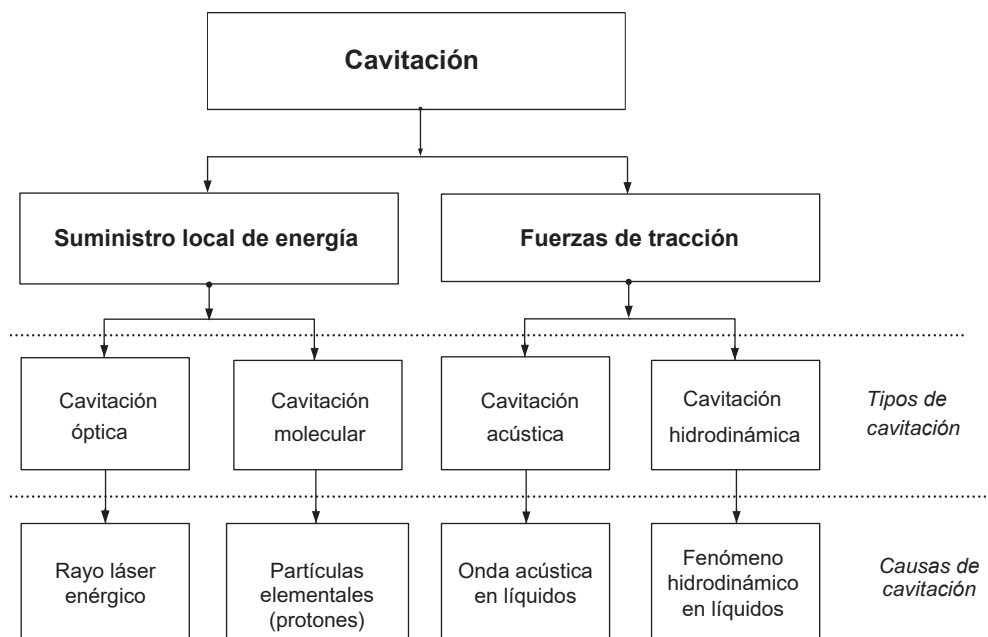 Cavitación
Suministro local de energía
Fuerzas de tracción
Cavitación
óptica
Cavitación
molecular
Cavitación
acústica
Cavitación
hidrodinámica
Tipos de
cavitación
Rayo láser
enérgico
Partículas
elementales
(protones)
Onda acústica
en líquidos
Fenómeno
hidrodinámico
en líquidos
Causas de
cavitación